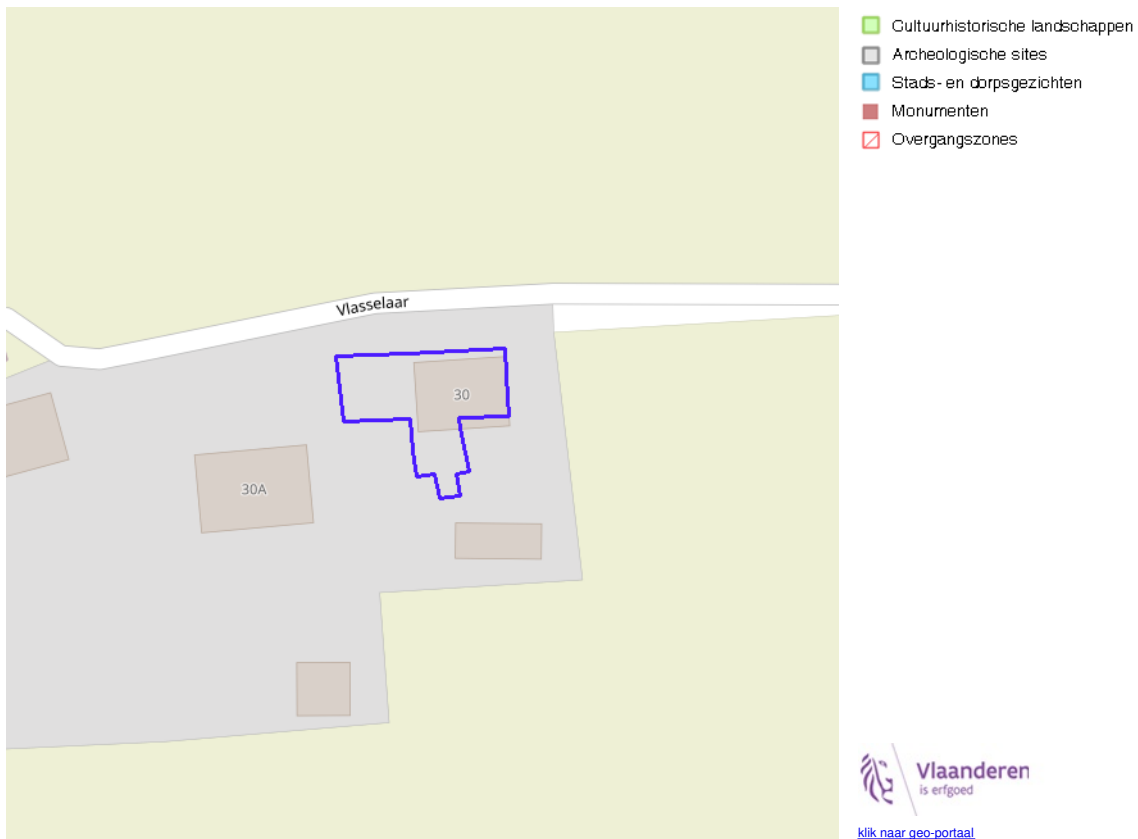 Cultuurhistorische landschappen
Archeologische sites
Stads- en dorpsgezichten
Monumenten
Overgangszones
Vlasselaar
30
30A
Vlaanderen
is erfgoed
klik naar geo-portaal